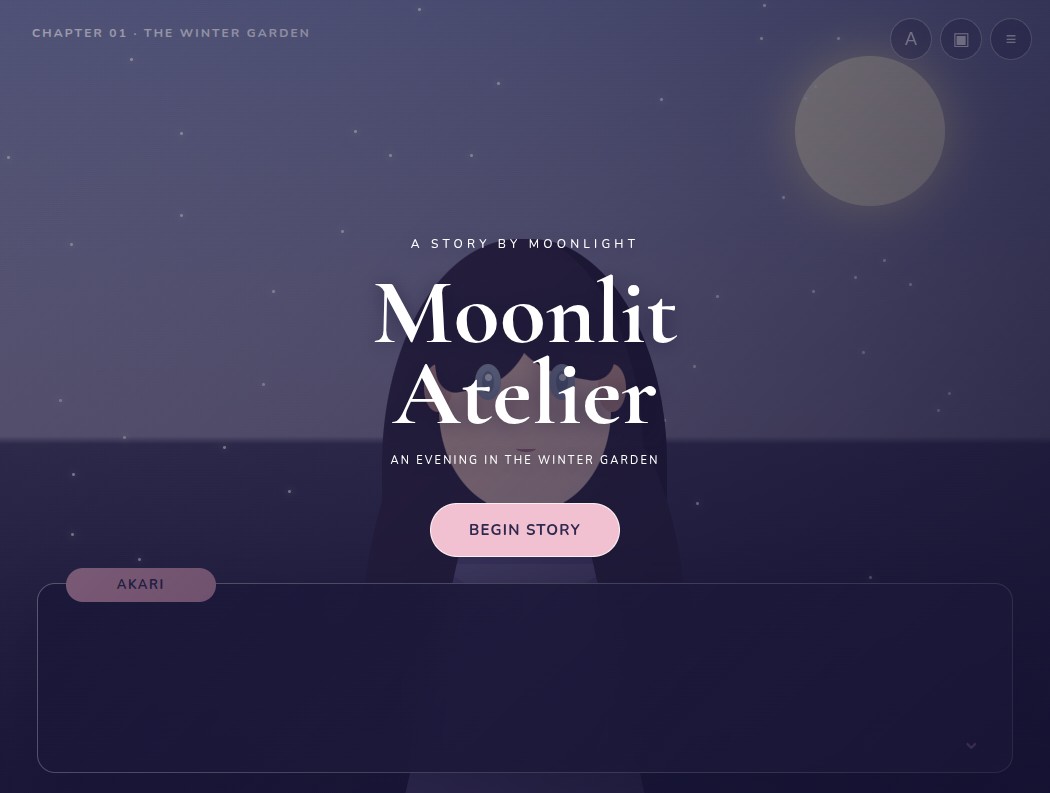 CHAPTER 01 · THE WINTER GARDEN
A
A STORY BY MOONLIGHT
Moonlit
Atelier
AN EVENING IN THE WINTER GARDEN
BEGIN STORY
AKARI